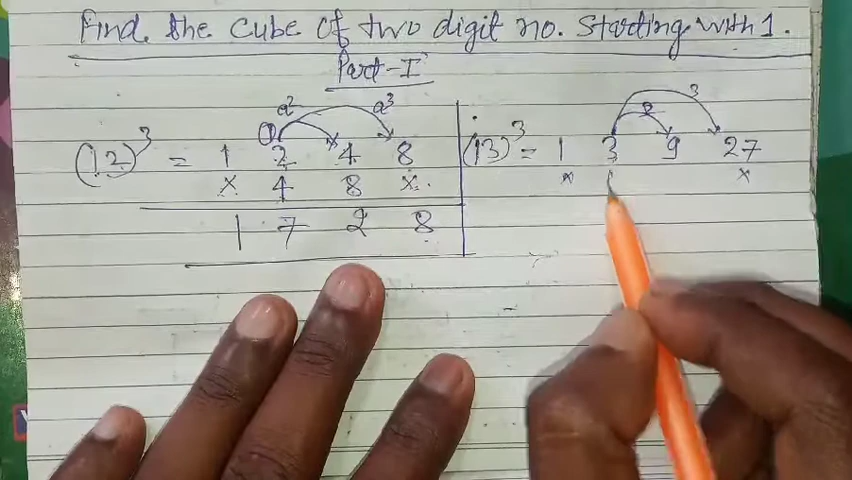 Find the Cube of two digit no. Starting with 1.
Part-I
a² a³
(12)³ = 1 2 4 8
x 4 8 x.
1 7 2 8
2 3
(13)³ = 1 3 9 27
x x